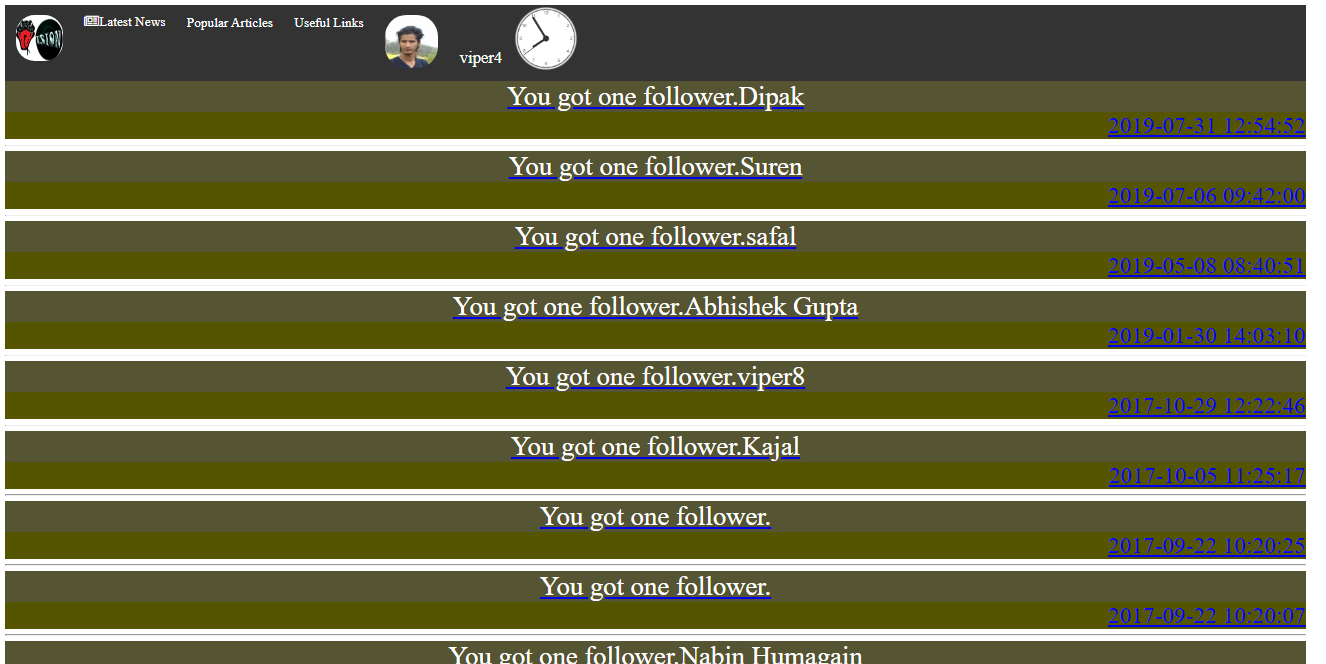 Latest News Popular Articles Useful Links
viper4
You got one follower.Dipak
2019-07-31 12:54:52
You got one follower.Suren
2019-07-06 09:42:00
You got one follower.safal
2019-05-08 08:40:51
You got one follower.Abhishek Gupta
2019-01-30 14:03:10
You got one follower.viper8
2017-10-29 12:22:46
You got one follower.Kajal
2017-10-05 11:25:17
You got one follower.
2017-09-22 10:20:25
You got one follower.
2017-09-22 10:20:07
You got one follower.Nabin Humagain